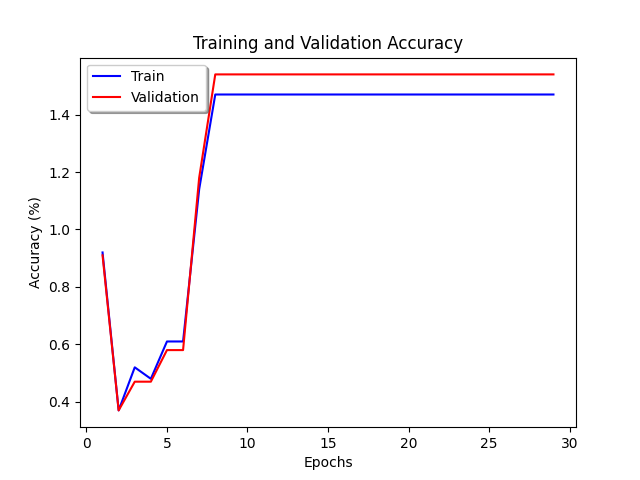 Training and Validation Accuracy
Train
Validation
Accuracy (%)
1.4
1.2
1.0
0.8
0.6
0.4
0 5 10 15 20 25 30
Epochs